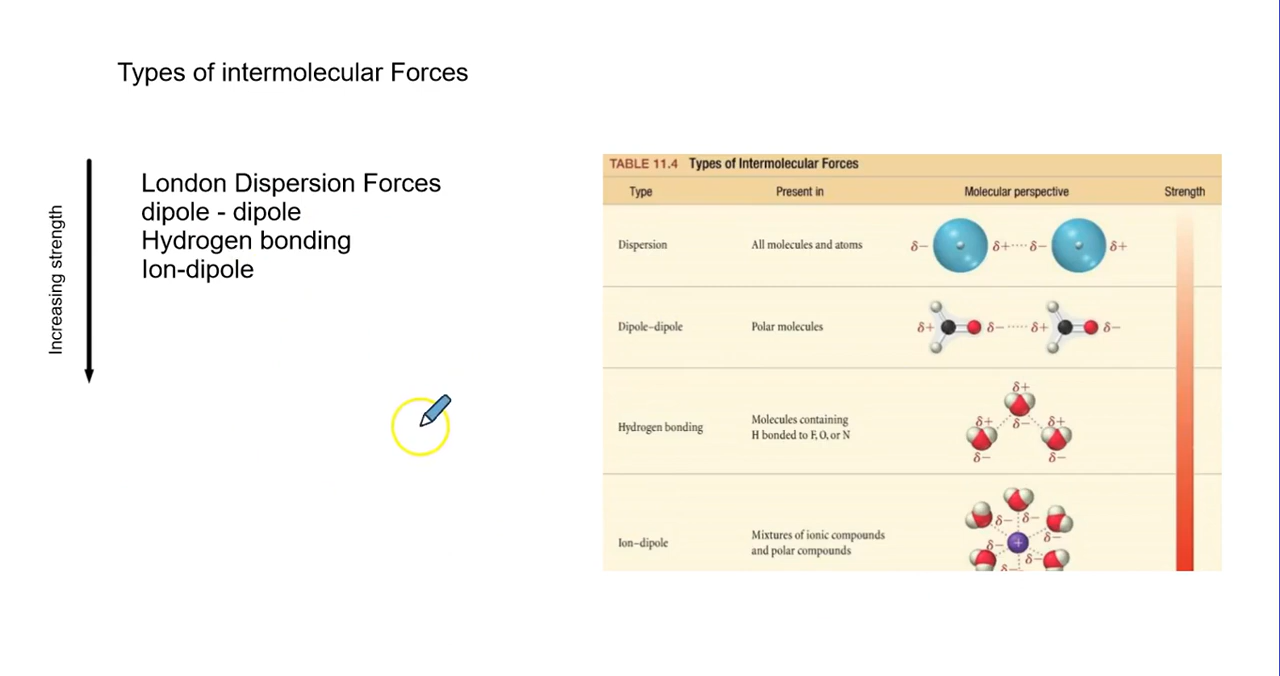 Types of intermolecular Forces
Increasing strength
London Dispersion Forces
dipole - dipole
Hydrogen bonding
Ion-dipole
TABLE 11.4 Types of Intermolecular Forces
Type Present in Molecular perspective Strength
Dispersion All molecules and atoms δ− δ+ δ− δ+
Dipole–dipole Polar molecules δ+ δ− δ+ δ−
δ+
Hydrogen bonding Molecules containing
H bonded to F, O, or N
δ+ δ− δ+
δ− δ−
Ion–dipole Mixtures of ionic compounds
and polar compounds
δ− δ−
δ− + δ−
δ−
δ−